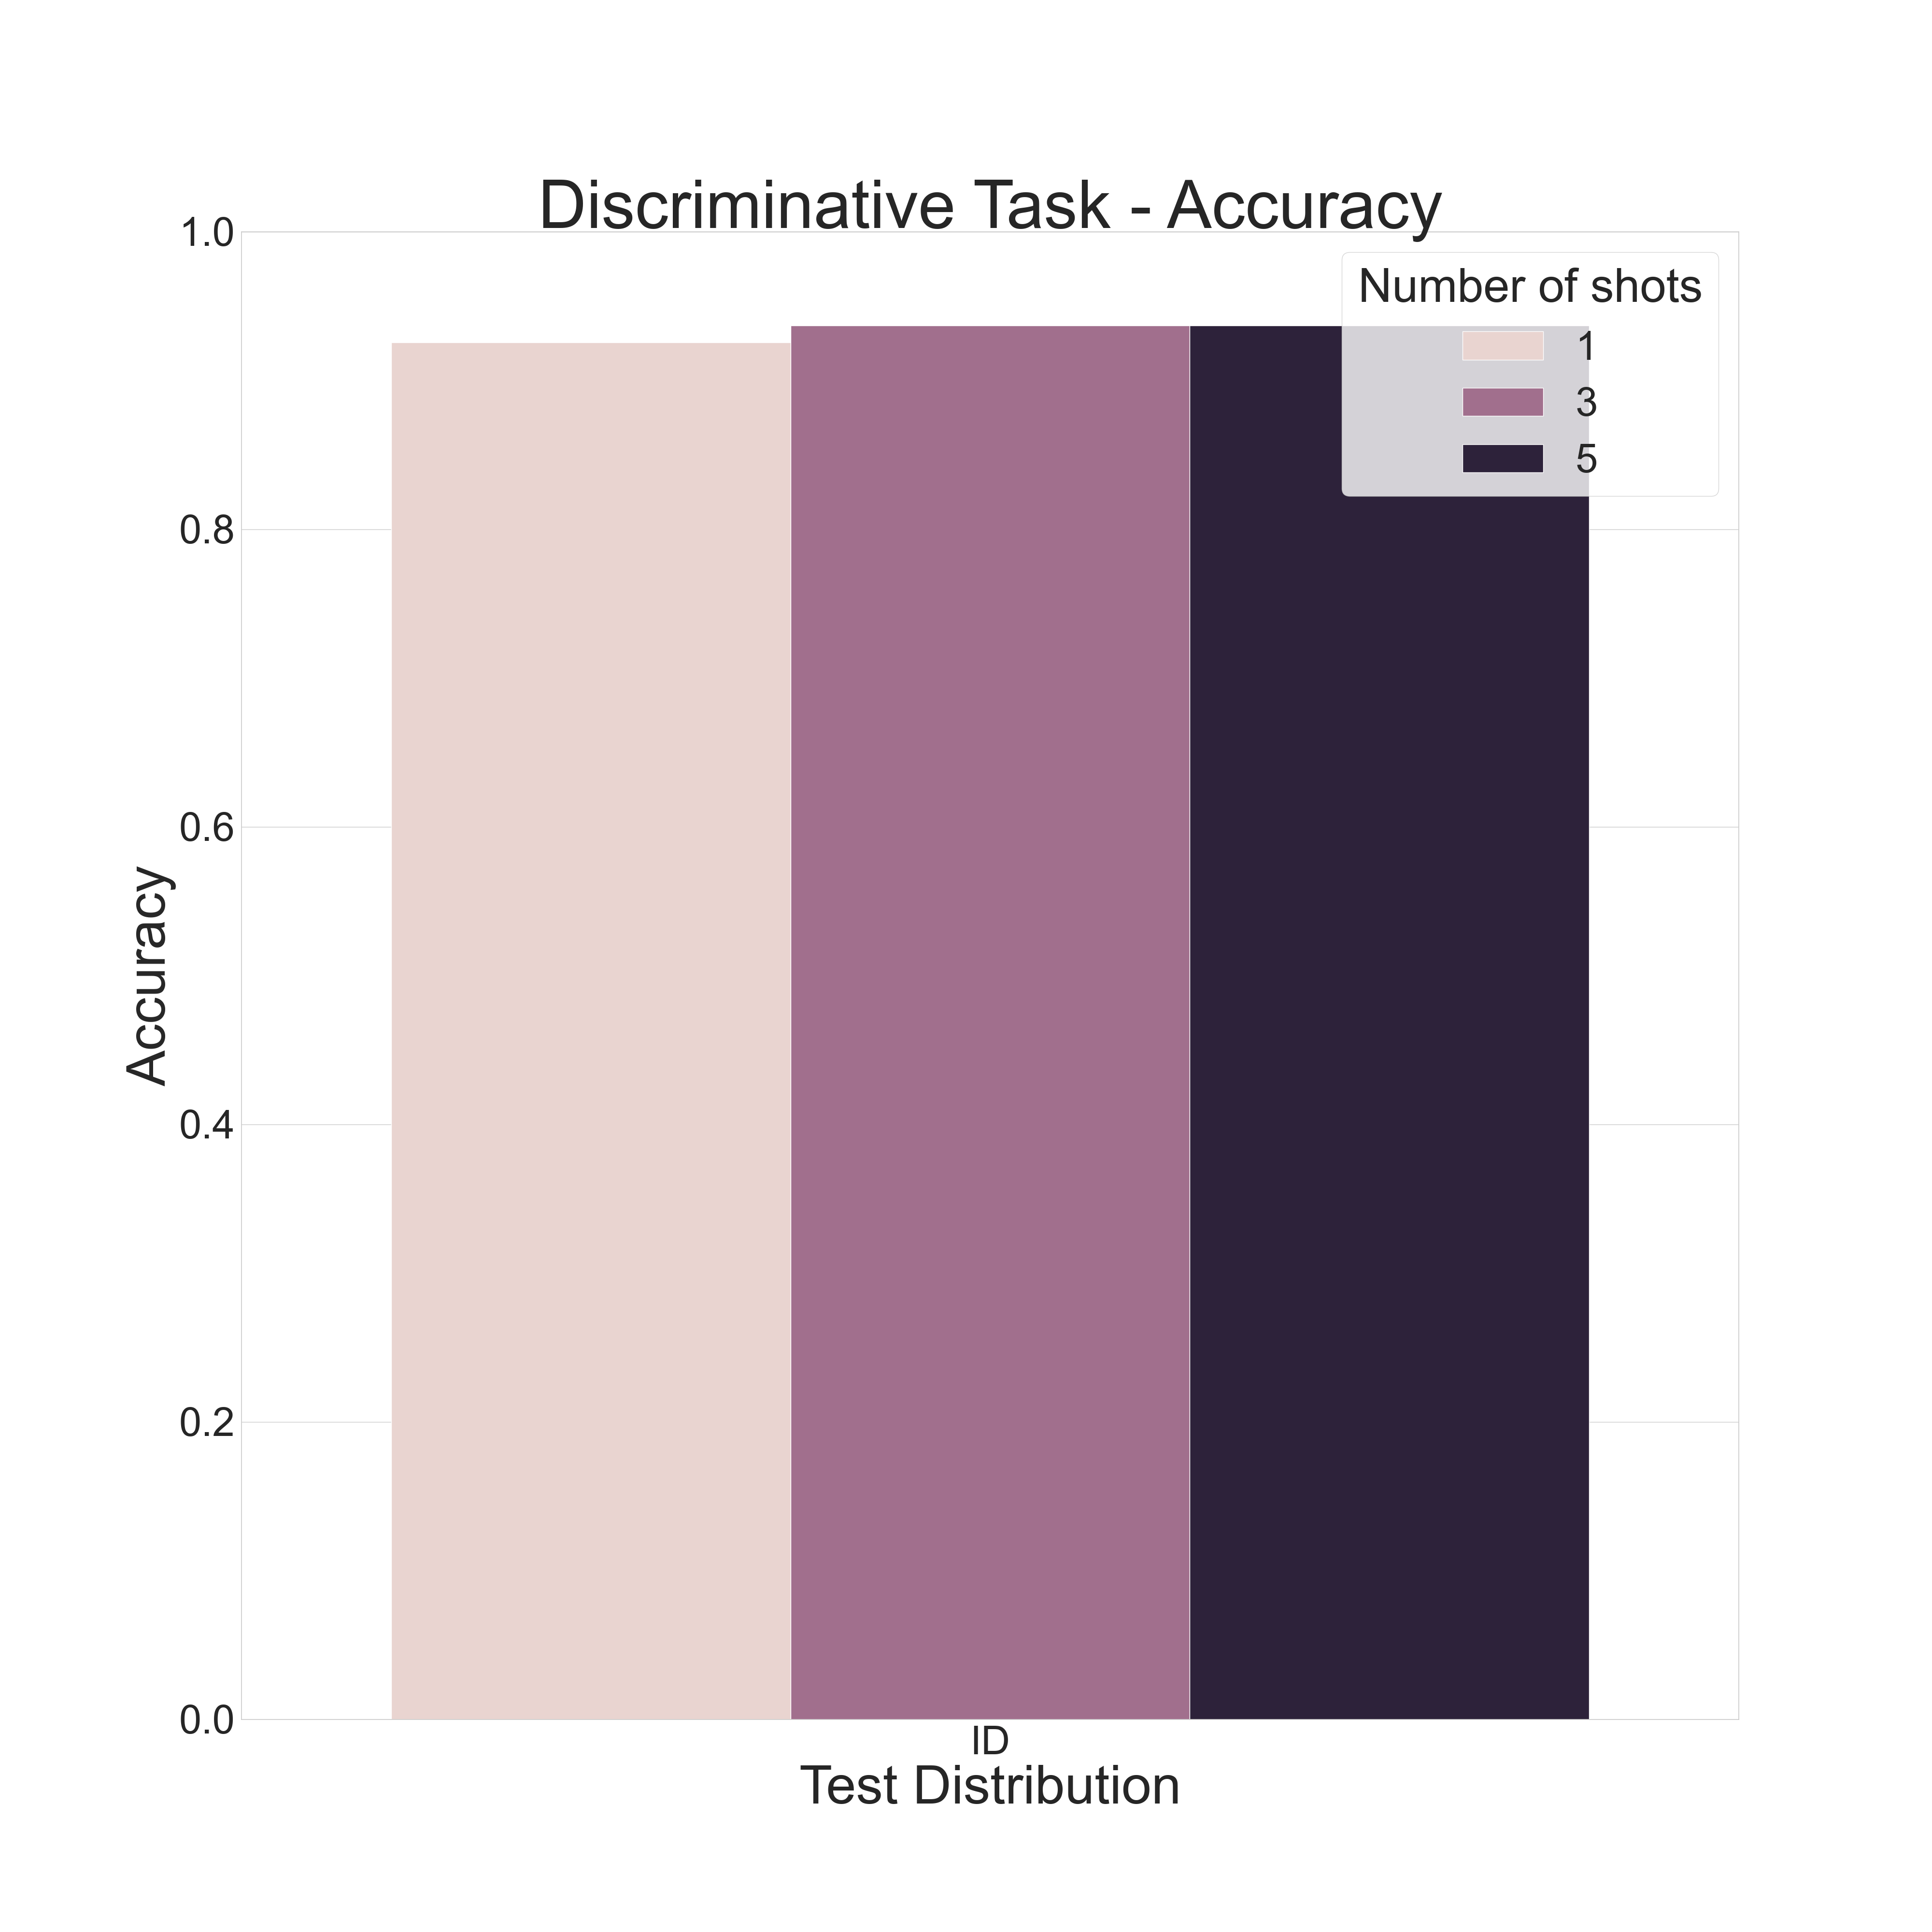 Discriminative Task - Accuracy
1.0
0.8
0.6
0.4
0.2
0.0
Accuracy
Number of shots
1
3
5
ID
Test Distribution